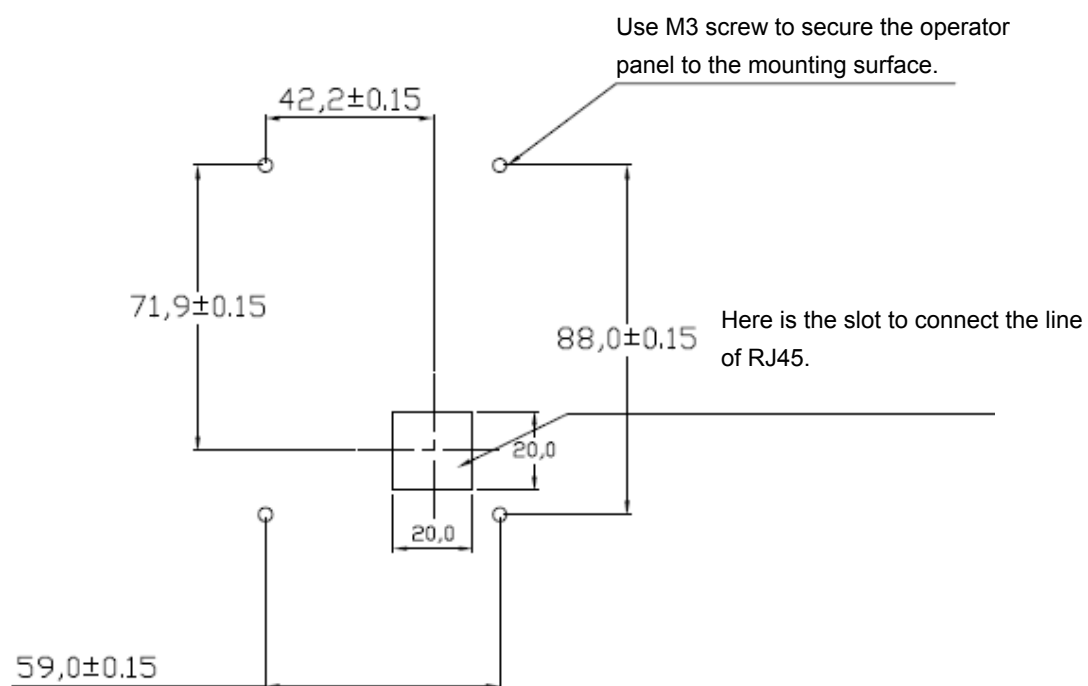 Use M3 screw to secure the operator
panel to the mounting surface.
42,2±0.15
71,9±0.15
88,0±0.15
Here is the slot to connect the line
of RJ45.
20,0
20,0
59,0±0.15